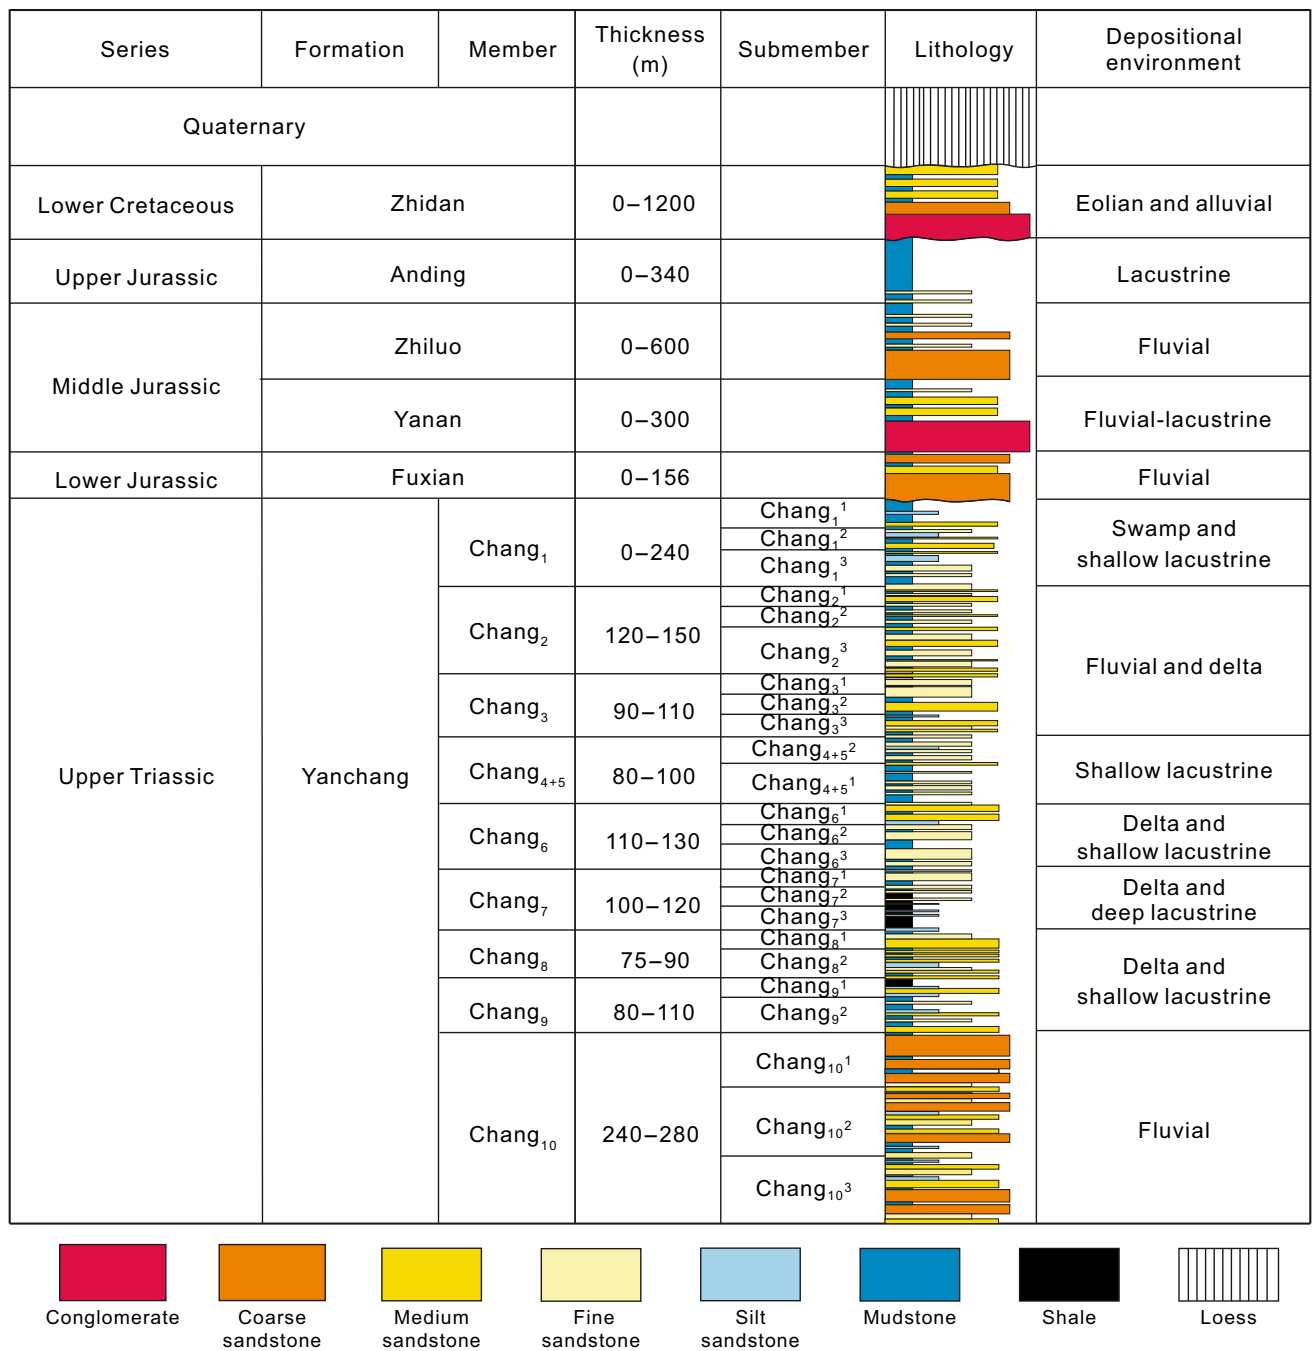 Series
Formation
Member
Thickness
(m)
Submember
Lithology
Depositional
environment
Quaternary
Lower Cretaceous
Zhidan
0–1200
Eolian and alluvial
Upper Jurassic
Anding
0–340
Lacustrine
Middle Jurassic
Zhiluo
0–600
Fluvial
Yanan
0–300
Fluvial-lacustrine
Lower Jurassic
Fuxian
0–156
Fluvial
Upper Triassic
Yanchang
Chang₁
0–240
Chang₁¹
Chang₁²
Chang₁³
Swamp and
shallow lacustrine
Chang₂
120–150
Chang₂¹
Chang₂²
Chang₂³
Fluvial and delta
Chang₃
90–110
Chang₃¹
Chang₃²
Chang₃³
Chang₄₊₅
80–100
Chang₄₊₅²
Chang₄₊₅¹
Shallow lacustrine
Chang₆
110–130
Chang₆¹
Chang₆²
Chang₆³
Delta and
shallow lacustrine
Chang₇
100–120
Chang₇¹
Chang₇²
Chang₇³
Delta and
deep lacustrine
Chang₈
75–90
Chang₈¹
Chang₈²
Delta and
shallow lacustrine
Chang₉
80–110
Chang₉¹
Chang₉²
Chang₁₀
240–280
Chang₁₀¹
Chang₁₀²
Chang₁₀³
Fluvial
Conglomerate
Coarse
sandstone
Medium
sandstone
Fine
sandstone
Silt
sandstone
Mudstone
Shale
Loess